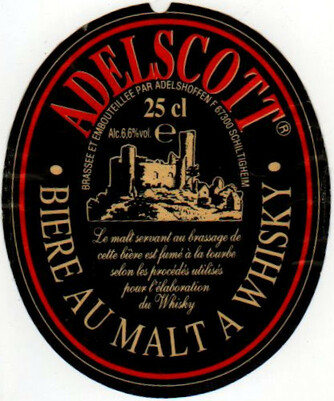 ADELSCOTT®
BRASSEE ET EMBOUTEILLEE PAR ADELSHOFFEN F 67300 SCHILTIGHEIM
25 cl
Alc.6,6%vol. e
Le malt servant au brassage de
cette bière est fumé à la tourbe
selon les procédés utilisés
pour l'élaboration
du Whisky
• BIERE AU MALT A WHISKY •